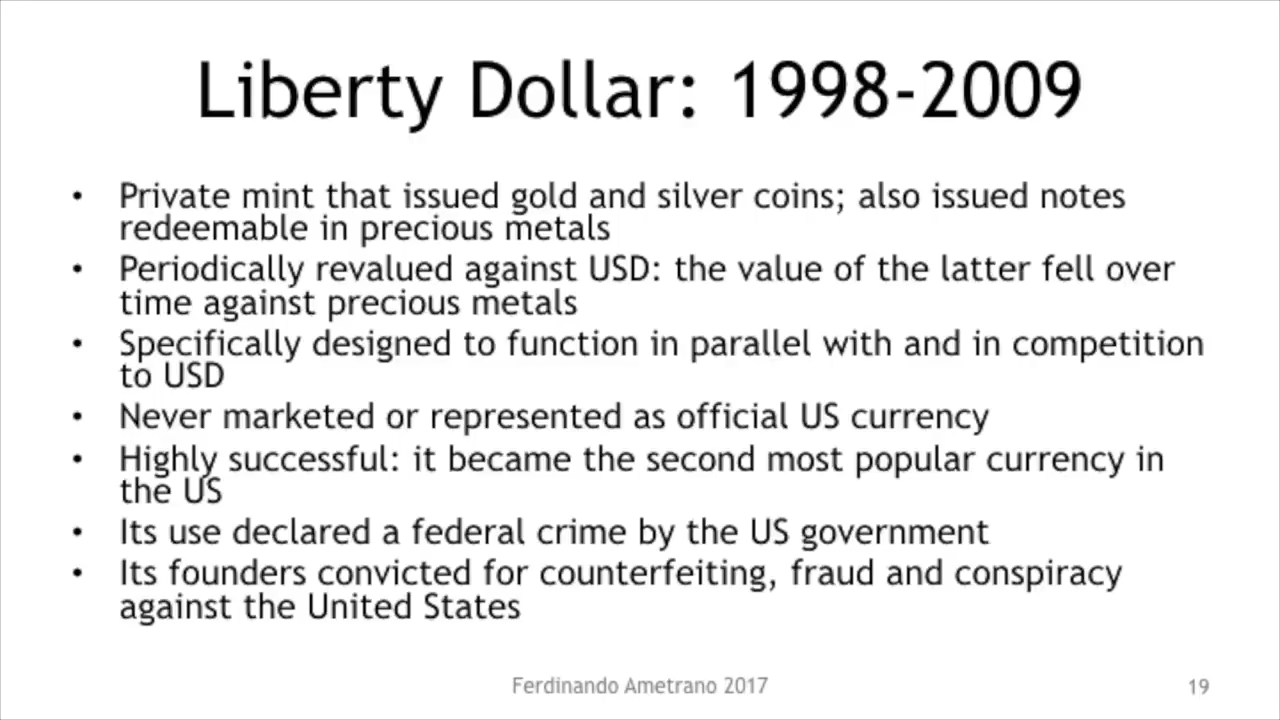 Liberty Dollar: 1998-2009
• Private mint that issued gold and silver coins; also issued notes
redeemable in precious metals
• Periodically revalued against USD: the value of the latter fell over
time against precious metals
• Specifically designed to function in parallel with and in competition
to USD
• Never marketed or represented as official US currency
• Highly successful: it became the second most popular currency in
the US
• Its use declared a federal crime by the US government
• Its founders convicted for counterfeiting, fraud and conspiracy
against the United States
Ferdinando Ametrano 2017
19